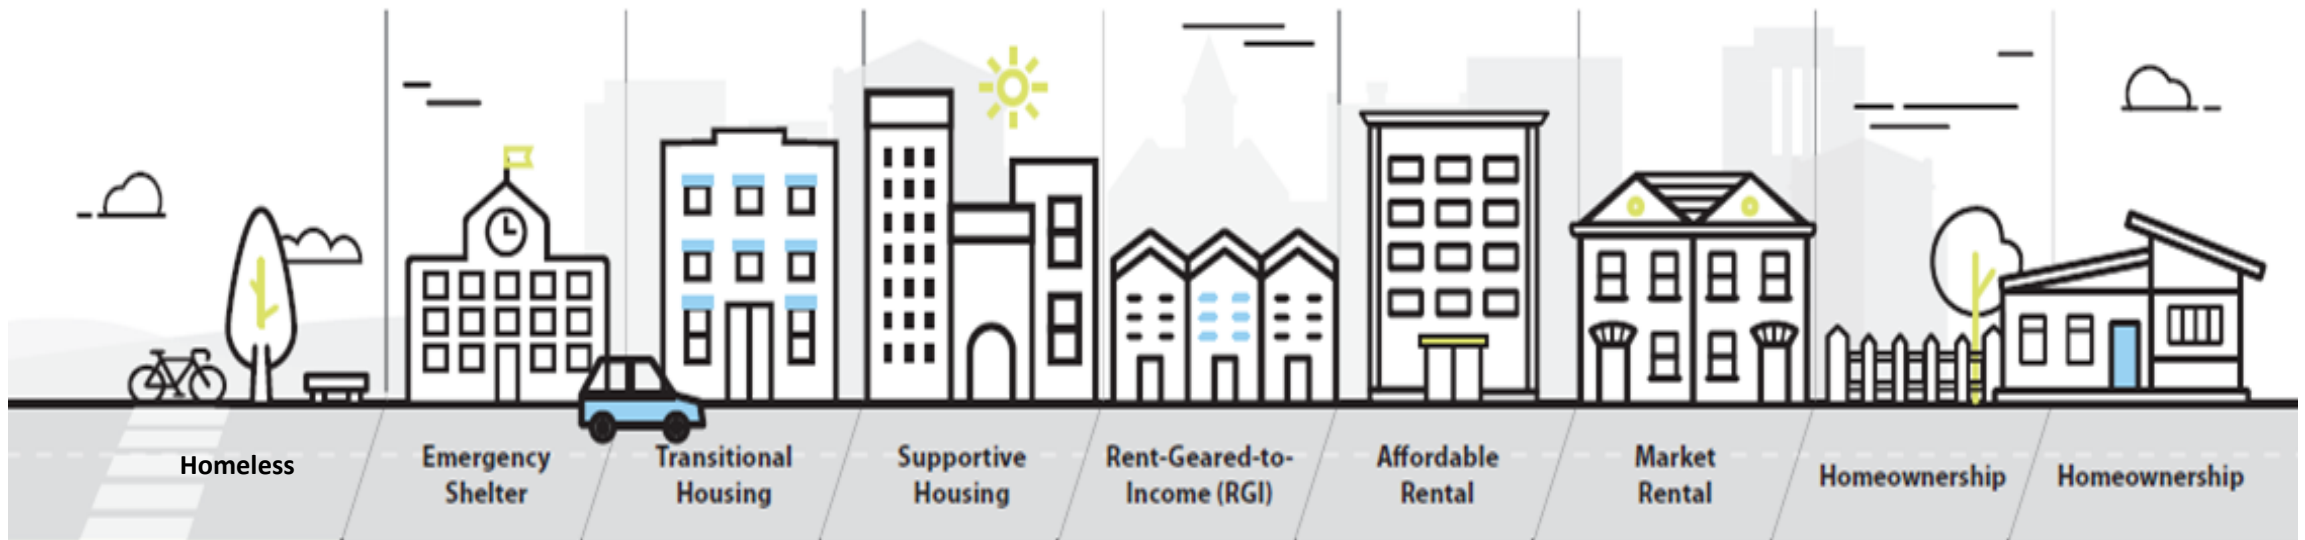 Homeless
Emergency
Shelter
Transitional
Housing
Supportive
Housing
Rent-Geared-to-
Income (RGI)
Affordable
Rental
Market
Rental
Homeownership
Homeownership